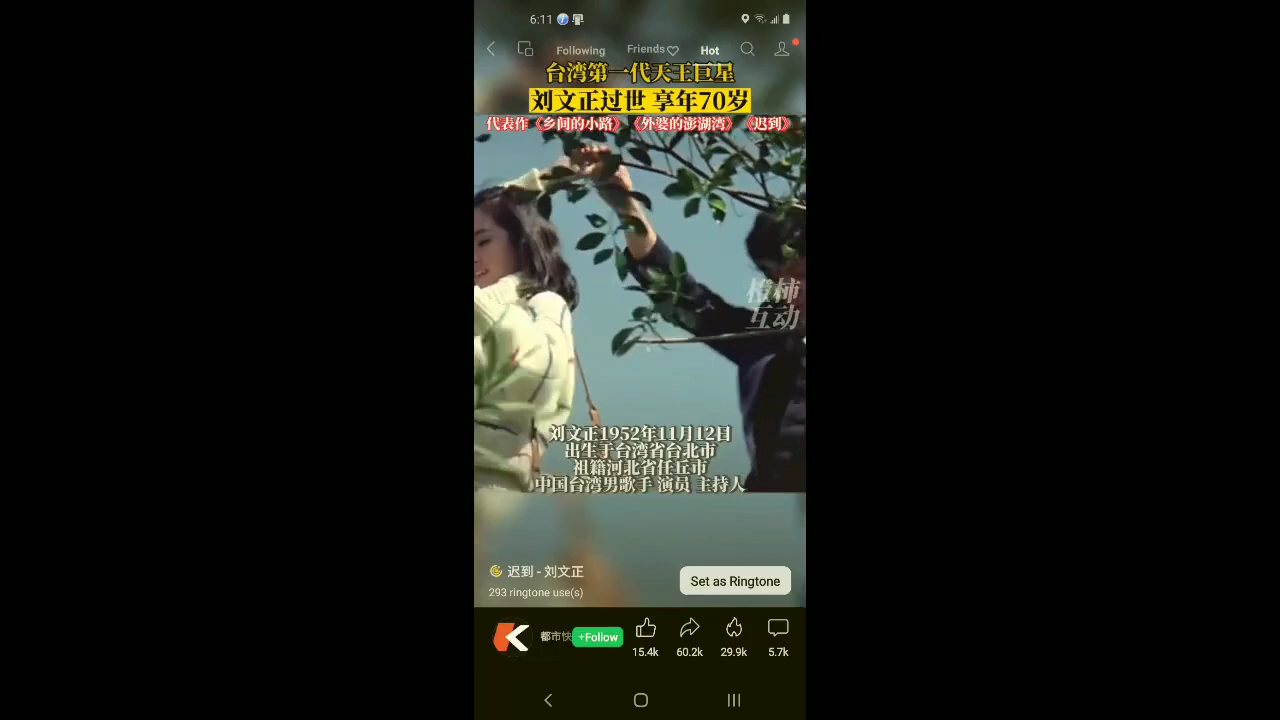 6:11
Following
Friends
Hot
台湾第一代天王巨星
刘文正过世 享年70岁
代表作《乡间的小路》《外婆的澎湖湾》《迟到》
橙柿
互动
刘文正1952年11月12日
出生于台湾省台北市
祖籍河北省任丘市
中国台湾男歌手 演员 主持人
迟到 - 刘文正
293 ringtone use(s)
Set as Ringtone
都市快
+Follow
15.4k
60.2k
29.9k
5.7k